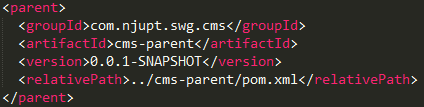 <parent>
<groupId>com.njupt.swg.cms</groupId>
<artifactId>cms-parent</artifactId>
<version>0.0.1-SNAPSHOT</version>
<relativePath>../cms-parent/pom.xml</relativePath>
</parent>